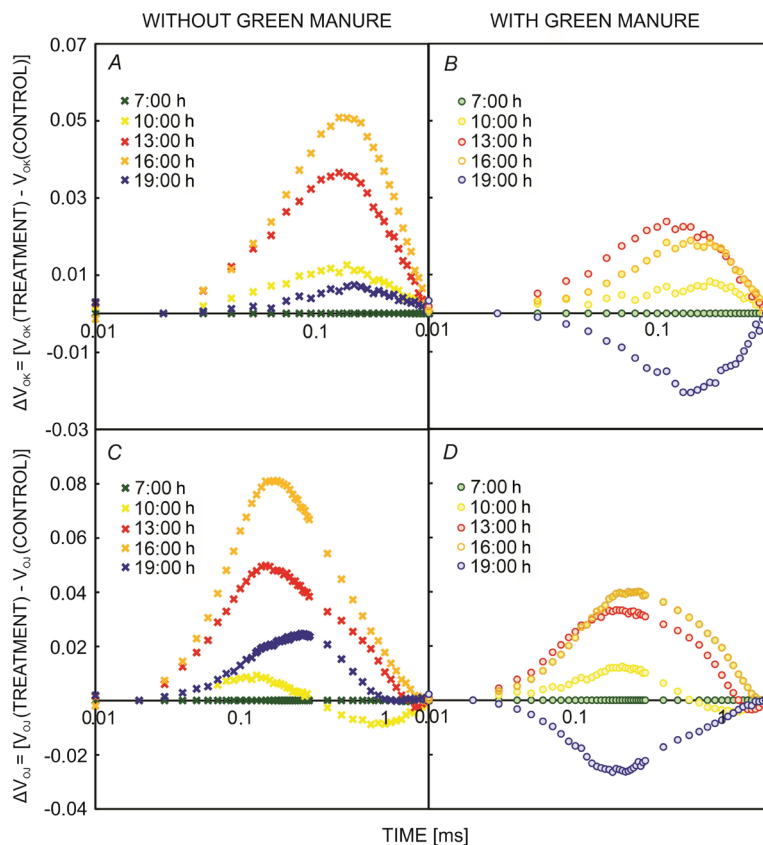 WITHOUT GREEN MANURE
WITH GREEN MANURE
ΔV_OK = [V_OK (TREATMENT) - V_OK (CONTROL)]
0.07
0.05
0.03
0.01
-0.01
-0.03
A
7:00 h
10:00 h
13:00 h
16:00 h
19:00 h
0.01
0.1
B
7:00 h
10:00 h
13:00 h
16:00 h
19:00 h
0.01
0.1
ΔV_OJ = [V_OJ (TREATMENT) - V_OJ (CONTROL)]
0.08
0.06
0.04
0.02
0.00
-0.02
-0.04
C
7:00 h
10:00 h
13:00 h
16:00 h
19:00 h
0.01
0.1
1
D
7:00 h
10:00 h
13:00 h
16:00 h
19:00 h
0.01
0.1
1
TIME [ms]